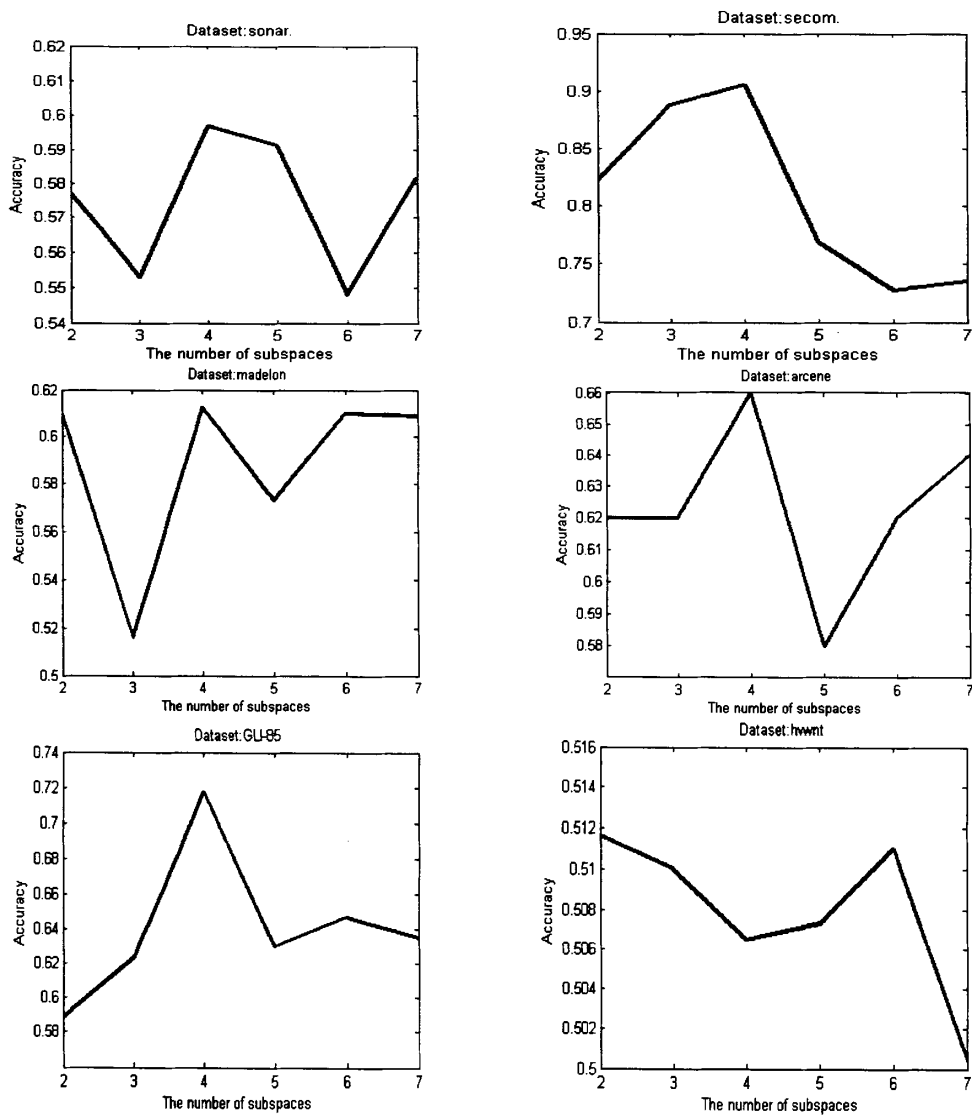 Dataset:sonar.
0.62
0.61
0.6
0.59
0.58
0.57
0.56
0.55
0.54
Accuracy
2 3 4 5 6 7
The number of subspaces
Dataset:secom.
0.95
0.9
0.85
0.8
0.75
0.7
Accuracy
2 3 4 5 6 7
The number of subspaces
Dataset:madelon
0.62
0.6
0.58
0.56
0.54
0.52
0.5
Accuracy
2 3 4 5 6 7
The number of subspaces
Dataset:arcene
0.66
0.65
0.64
0.63
0.62
0.61
0.6
0.59
0.58
Accuracy
2 3 4 5 6 7
The number of subspaces
Dataset:GLI-85
0.74
0.72
0.7
0.68
0.66
0.64
0.62
0.6
0.58
Accuracy
2 3 4 5 6 7
The number of subspaces
Dataset:hvwnt
0.516
0.514
0.512
0.51
0.508
0.506
0.504
0.502
0.5
Accuracy
2 3 4 5 6 7
The number of subspaces